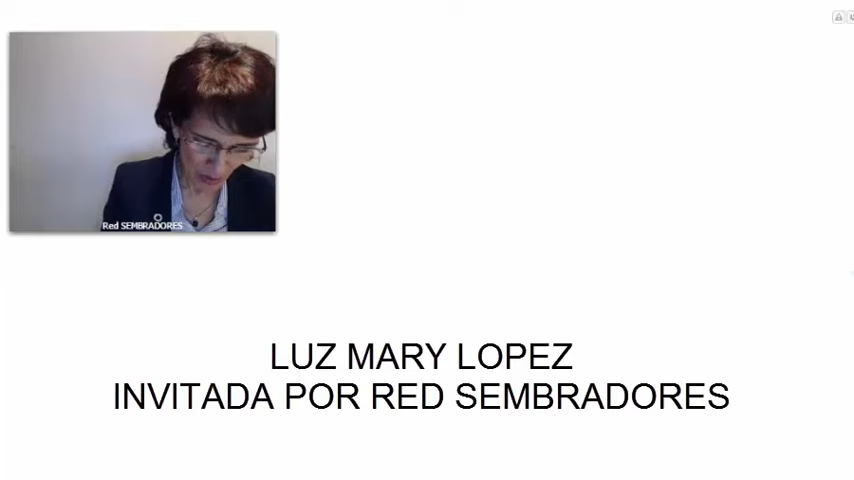 Red SEMBRADORES
LUZ MARY LOPEZ
INVITADA POR RED SEMBRADORES